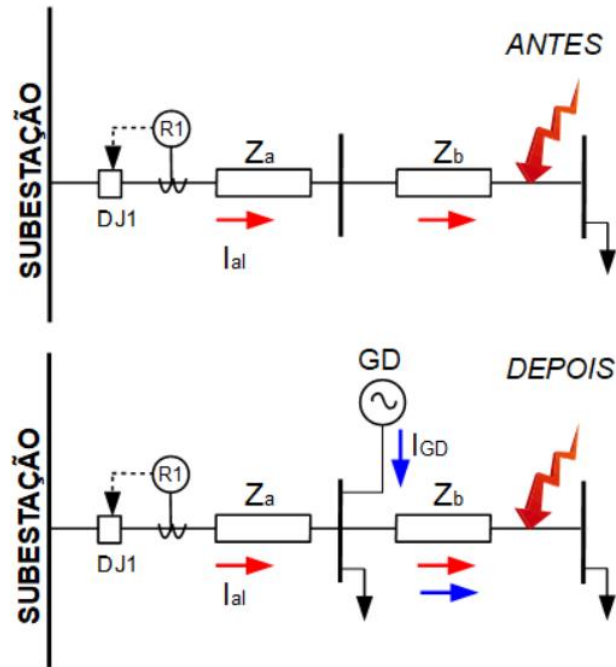 ANTES
SUBESTAÇÃO
R1
Za
Zb
DJ1
Ial
DEPOIS
GD
SUBESTAÇÃO
IGD
R1
Za
Zb
DJ1
Ial